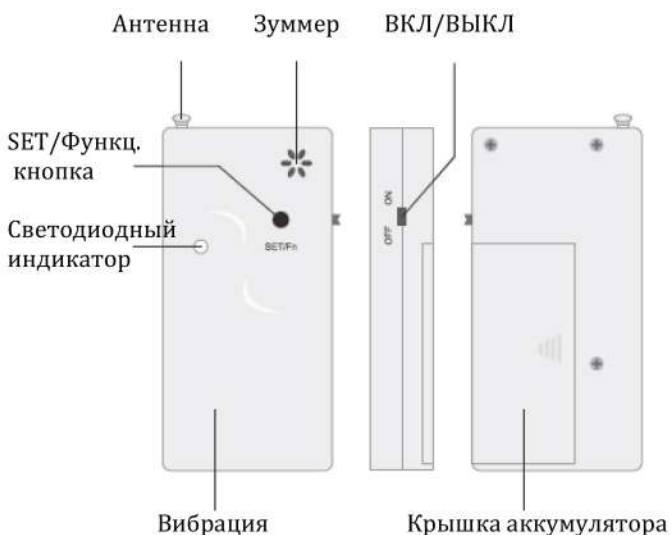 Антенна Зуммер ВКЛ/ВЫКЛ
SET/Функц.
кнопка
Светодиодный
индикатор
SET/Fn
ON
OFF
Вибрация Крышка аккумулятора